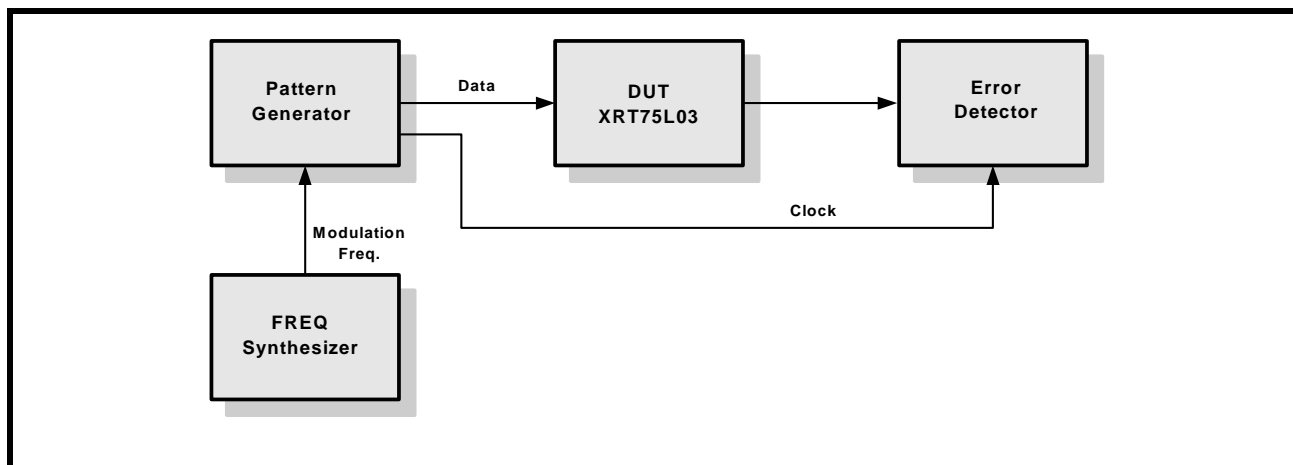 Pattern
Generator
Data
DUT
XRT75L03
Error
Detector
Clock
Modulation
Freq.
FREQ
Synthesizer